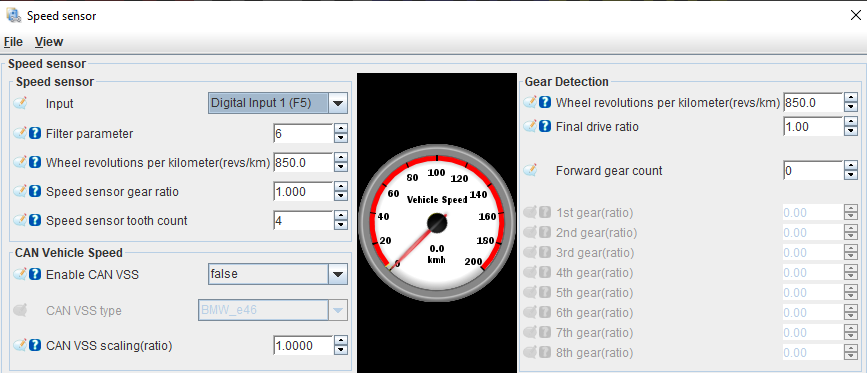 Speed sensor
File View
Speed sensor
Speed sensor
Input Digital Input 1 (F5)
Filter parameter 6
Wheel revolutions per kilometer(revs/km) 850.0
Speed sensor gear ratio 1.000
Speed sensor tooth count 4
CAN Vehicle Speed
Enable CAN VSS false
CAN VSS type BMW_e46
CAN VSS scaling(ratio) 1.0000
0
20
40
60
80
100
120
140
160
180
200
Vehicle Speed
0.0
kmh
Gear Detection
Wheel revolutions per kilometer(revs/km) 850.0
Final drive ratio 1.00
Forward gear count 0
1st gear(ratio) 0.00
2nd gear(ratio) 0.00
3rd gear(ratio) 0.00
4th gear(ratio) 0.00
5th gear(ratio) 0.00
6th gear(ratio) 0.00
7th gear(ratio) 0.00
8th gear(ratio) 0.00